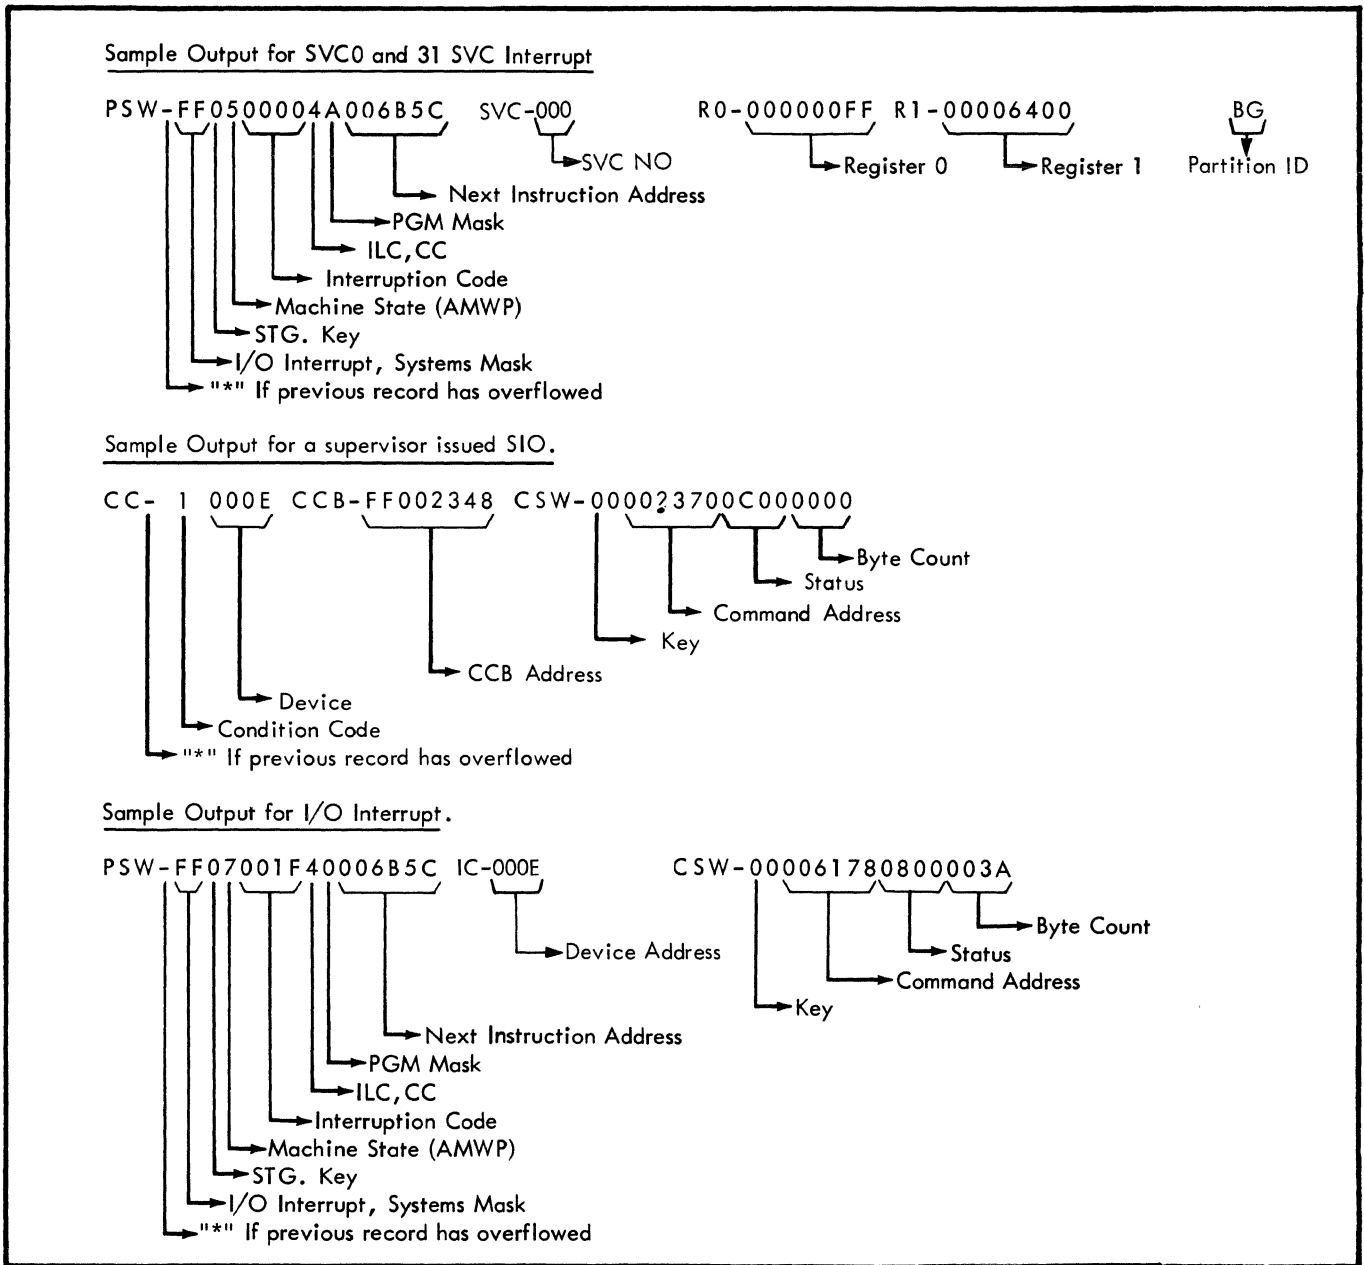 Sample Output for SVC0 and 31 SVC Interrupt
PSW-FF0500004A006B5C SVC-000 R0-000000FF R1-00006400 BG
SVC NO Register 0 Register 1 Partition ID
Next Instruction Address
PGM Mask
ILC,CC
Interruption Code
Machine State (AMWP)
STG. Key
I/O Interrupt, Systems Mask
"*" If previous record has overflowed
Sample Output for a supervisor issued SIO.
CC- 1 000E CCB-FF002348 CSW-000023700C000000
Byte Count
Status
Command Address
Key
CCB Address
Device
Condition Code
"*" If previous record has overflowed
Sample Output for I/O Interrupt.
PSW-FF07001F40006B5C IC-000E CSW-000061780800003A
Byte Count
Device Address
Status
Command Address
Key
Next Instruction Address
PGM Mask
ILC,CC
Interruption Code
Machine State (AMWP)
STG. Key
I/O Interrupt, Systems Mask
"*" If previous record has overflowed